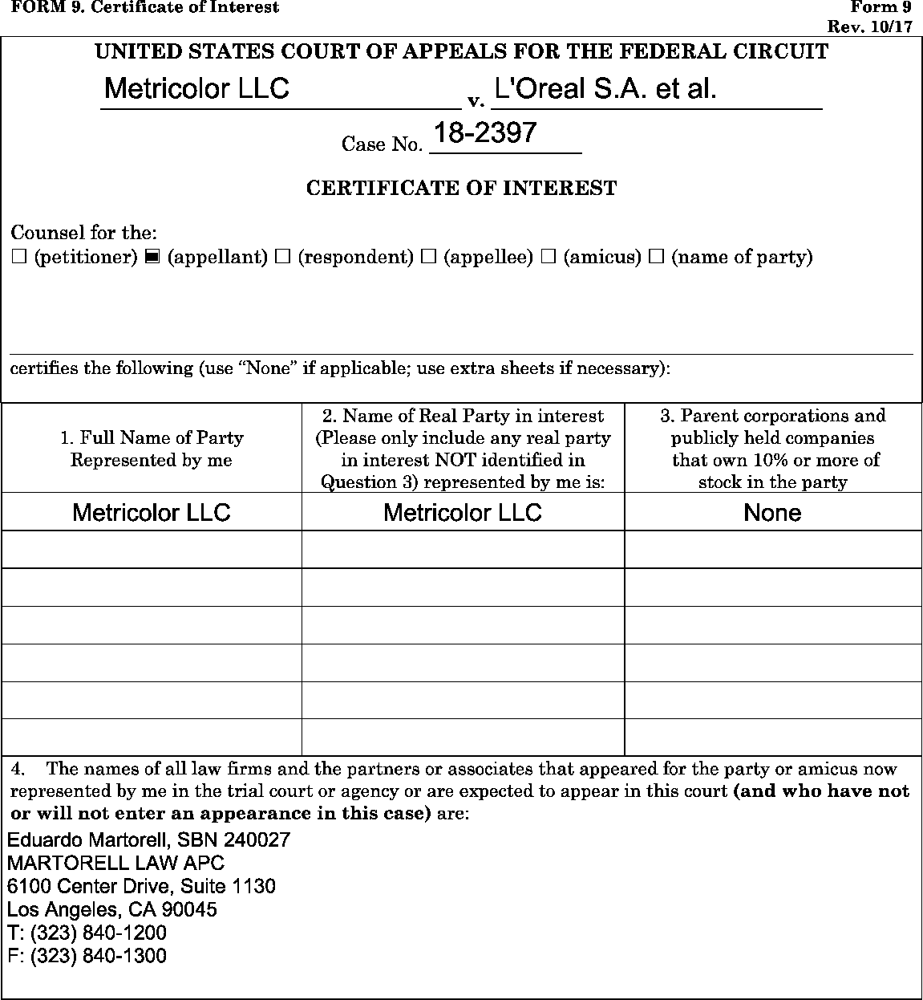 FORM 9. Certificate of Interest
Form 9
Rev. 10/17
UNITED STATES COURT OF APPEALS FOR THE FEDERAL CIRCUIT
Metricolor LLC v. L'Oreal S.A. et al.
Case No. 18-2397
CERTIFICATE OF INTEREST
Counsel for the:
☐ (petitioner) ■ (appellant) ☐ (respondent) ☐ (appellee) ☐ (amicus) ☐ (name of party)
certifies the following (use “None” if applicable; use extra sheets if necessary):
1. Full Name of Party
Represented by me
2. Name of Real Party in interest
(Please only include any real party
in interest NOT identified in
Question 3) represented by me is:
3. Parent corporations and
publicly held companies
that own 10% or more of
stock in the party
Metricolor LLC
Metricolor LLC
None
4. The names of all law firms and the partners or associates that appeared for the party or amicus now
represented by me in the trial court or agency or are expected to appear in this court (and who have not
or will not enter an appearance in this case) are:
Eduardo Martorell, SBN 240027
MARTORELL LAW APC
6100 Center Drive, Suite 1130
Los Angeles, CA 90045
T: (323) 840-1200
F: (323) 840-1300